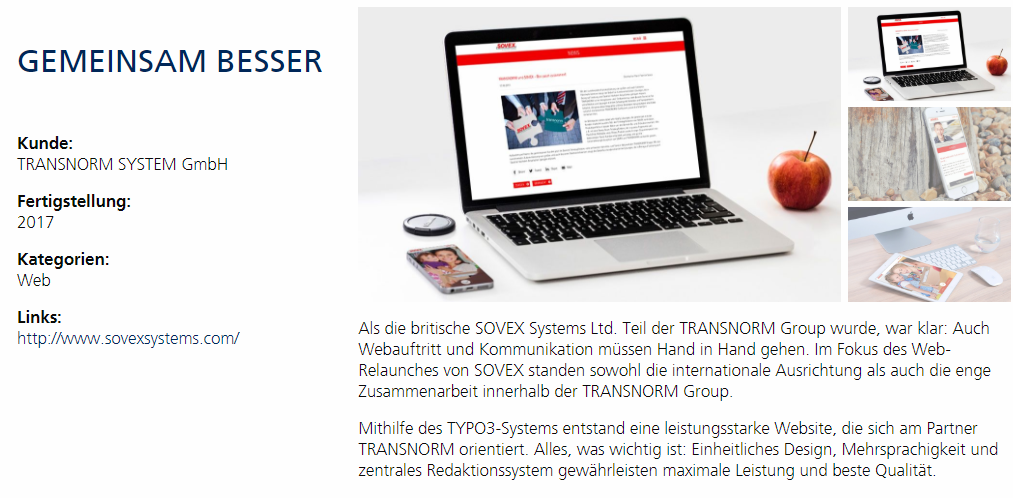 GEMEINSAM BESSER
Kunde:
TRANSNORM SYSTEM GmbH
Fertigstellung:
2017
Kategorien:
Web
Links:
http://www.sovexsystems.com/
SOVEX
Als die britische SOVEX Systems Ltd. Teil der TRANSNORM Group wurde, war klar: Auch
Webauftritt und Kommunikation müssen Hand in Hand gehen. Im Fokus des Web-
Relaunches von SOVEX standen sowohl die internationale Ausrichtung als auch die enge
Zusammenarbeit innerhalb der TRANSNORM Group.
Mithilfe des TYPO3-Systems entstand eine leistungsstarke Website, die sich am Partner
TRANSNORM orientiert. Alles, was wichtig ist: Einheitliches Design, Mehrsprachigkeit und
zentrales Redaktionssystem gewährleisten maximale Leistung und beste Qualität.